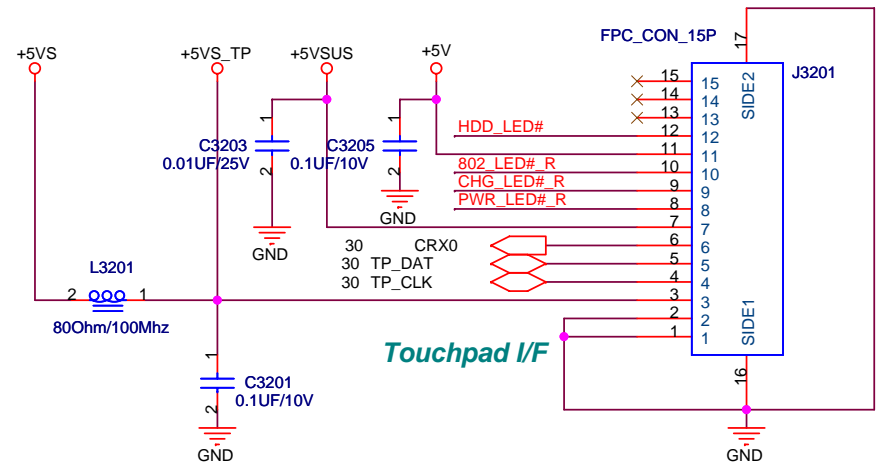 FPC_CON_15P
+5VS
+5VS_TP
+5VSUS
+5V
17
J3201
SIDE2
15 15
14 14
13 13
HDD_LED# 12 12
11 11
802_LED#_R 10 10
CHG_LED#_R 9 9
PWR_LED#_R 8 8
7 7
30 CRX0 6 6
30 TP_DAT 5 5
30 TP_CLK 4 4
3 3
2 2
1 1
SIDE1
16
GND
1
C3203
0.01UF/25V
2
GND
1
C3205
0.1UF/10V
2
GND
L3201
2 1
80Ohm/100Mhz
Touchpad I/F
1
C3201
0.1UF/10V
2
GND